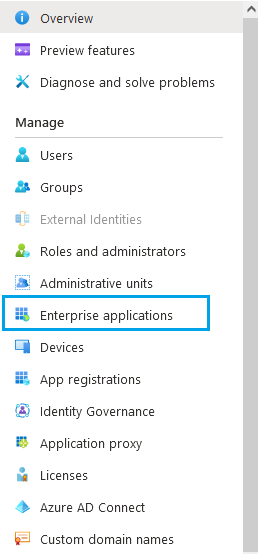 Overview
Preview features
Diagnose and solve problems
Manage
Users
Groups
External Identities
Roles and administrators
Administrative units
Enterprise applications
Devices
App registrations
Identity Governance
Application proxy
Licenses
Azure AD Connect
Custom domain names